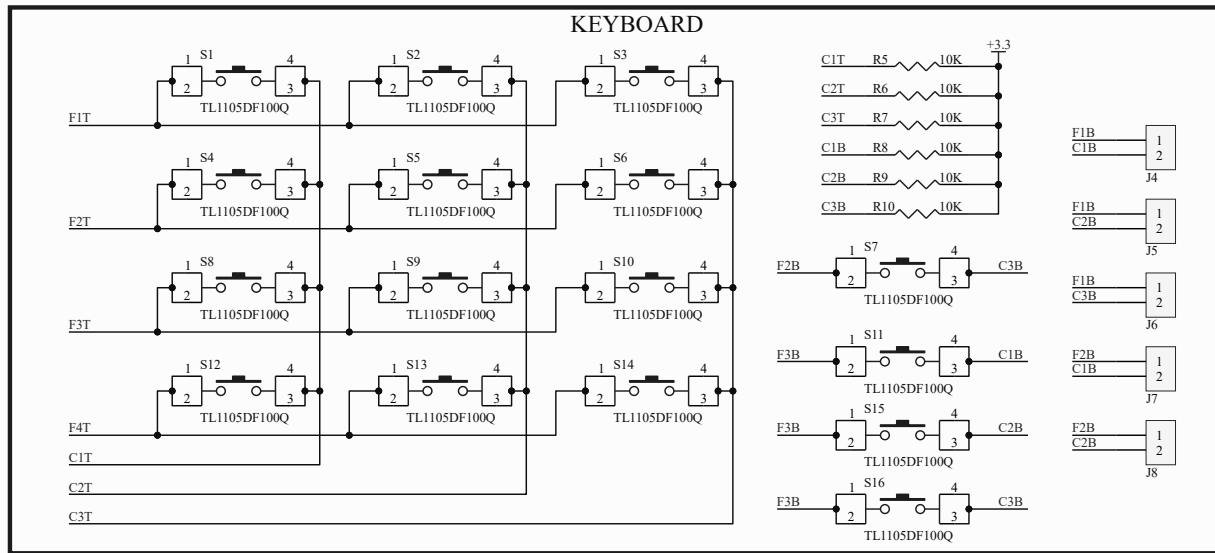 KEYBOARD
S1
1 4
2 3
TL1105DF100Q
S2
1 4
2 3
TL1105DF100Q
S3
1 4
2 3
TL1105DF100Q
F1T
S4
1 4
2 3
TL1105DF100Q
S5
1 4
2 3
TL1105DF100Q
S6
1 4
2 3
TL1105DF100Q
F2T
S8
1 4
2 3
TL1105DF100Q
S9
1 4
2 3
TL1105DF100Q
S10
1 4
2 3
TL1105DF100Q
F3T
S12
1 4
2 3
TL1105DF100Q
S13
1 4
2 3
TL1105DF100Q
S14
1 4
2 3
TL1105DF100Q
F4T
C1T
C2T
C3T
+3.3
C1T R5 10K
C2T R6 10K
C3T R7 10K
C1B R8 10K
C2B R9 10K
C3B R10 10K
S7
1 4
F2B 2 3 C3B
TL1105DF100Q
S11
1 4
F3B 2 3 C1B
TL1105DF100Q
S15
1 4
F3B 2 3 C2B
TL1105DF100Q
S16
1 4
F3B 2 3 C3B
TL1105DF100Q
F1B 1
C1B 2
J4
F1B 1
C2B 2
J5
F1B 1
C3B 2
J6
F2B 1
C1B 2
J7
F2B 1
C2B 2
J8